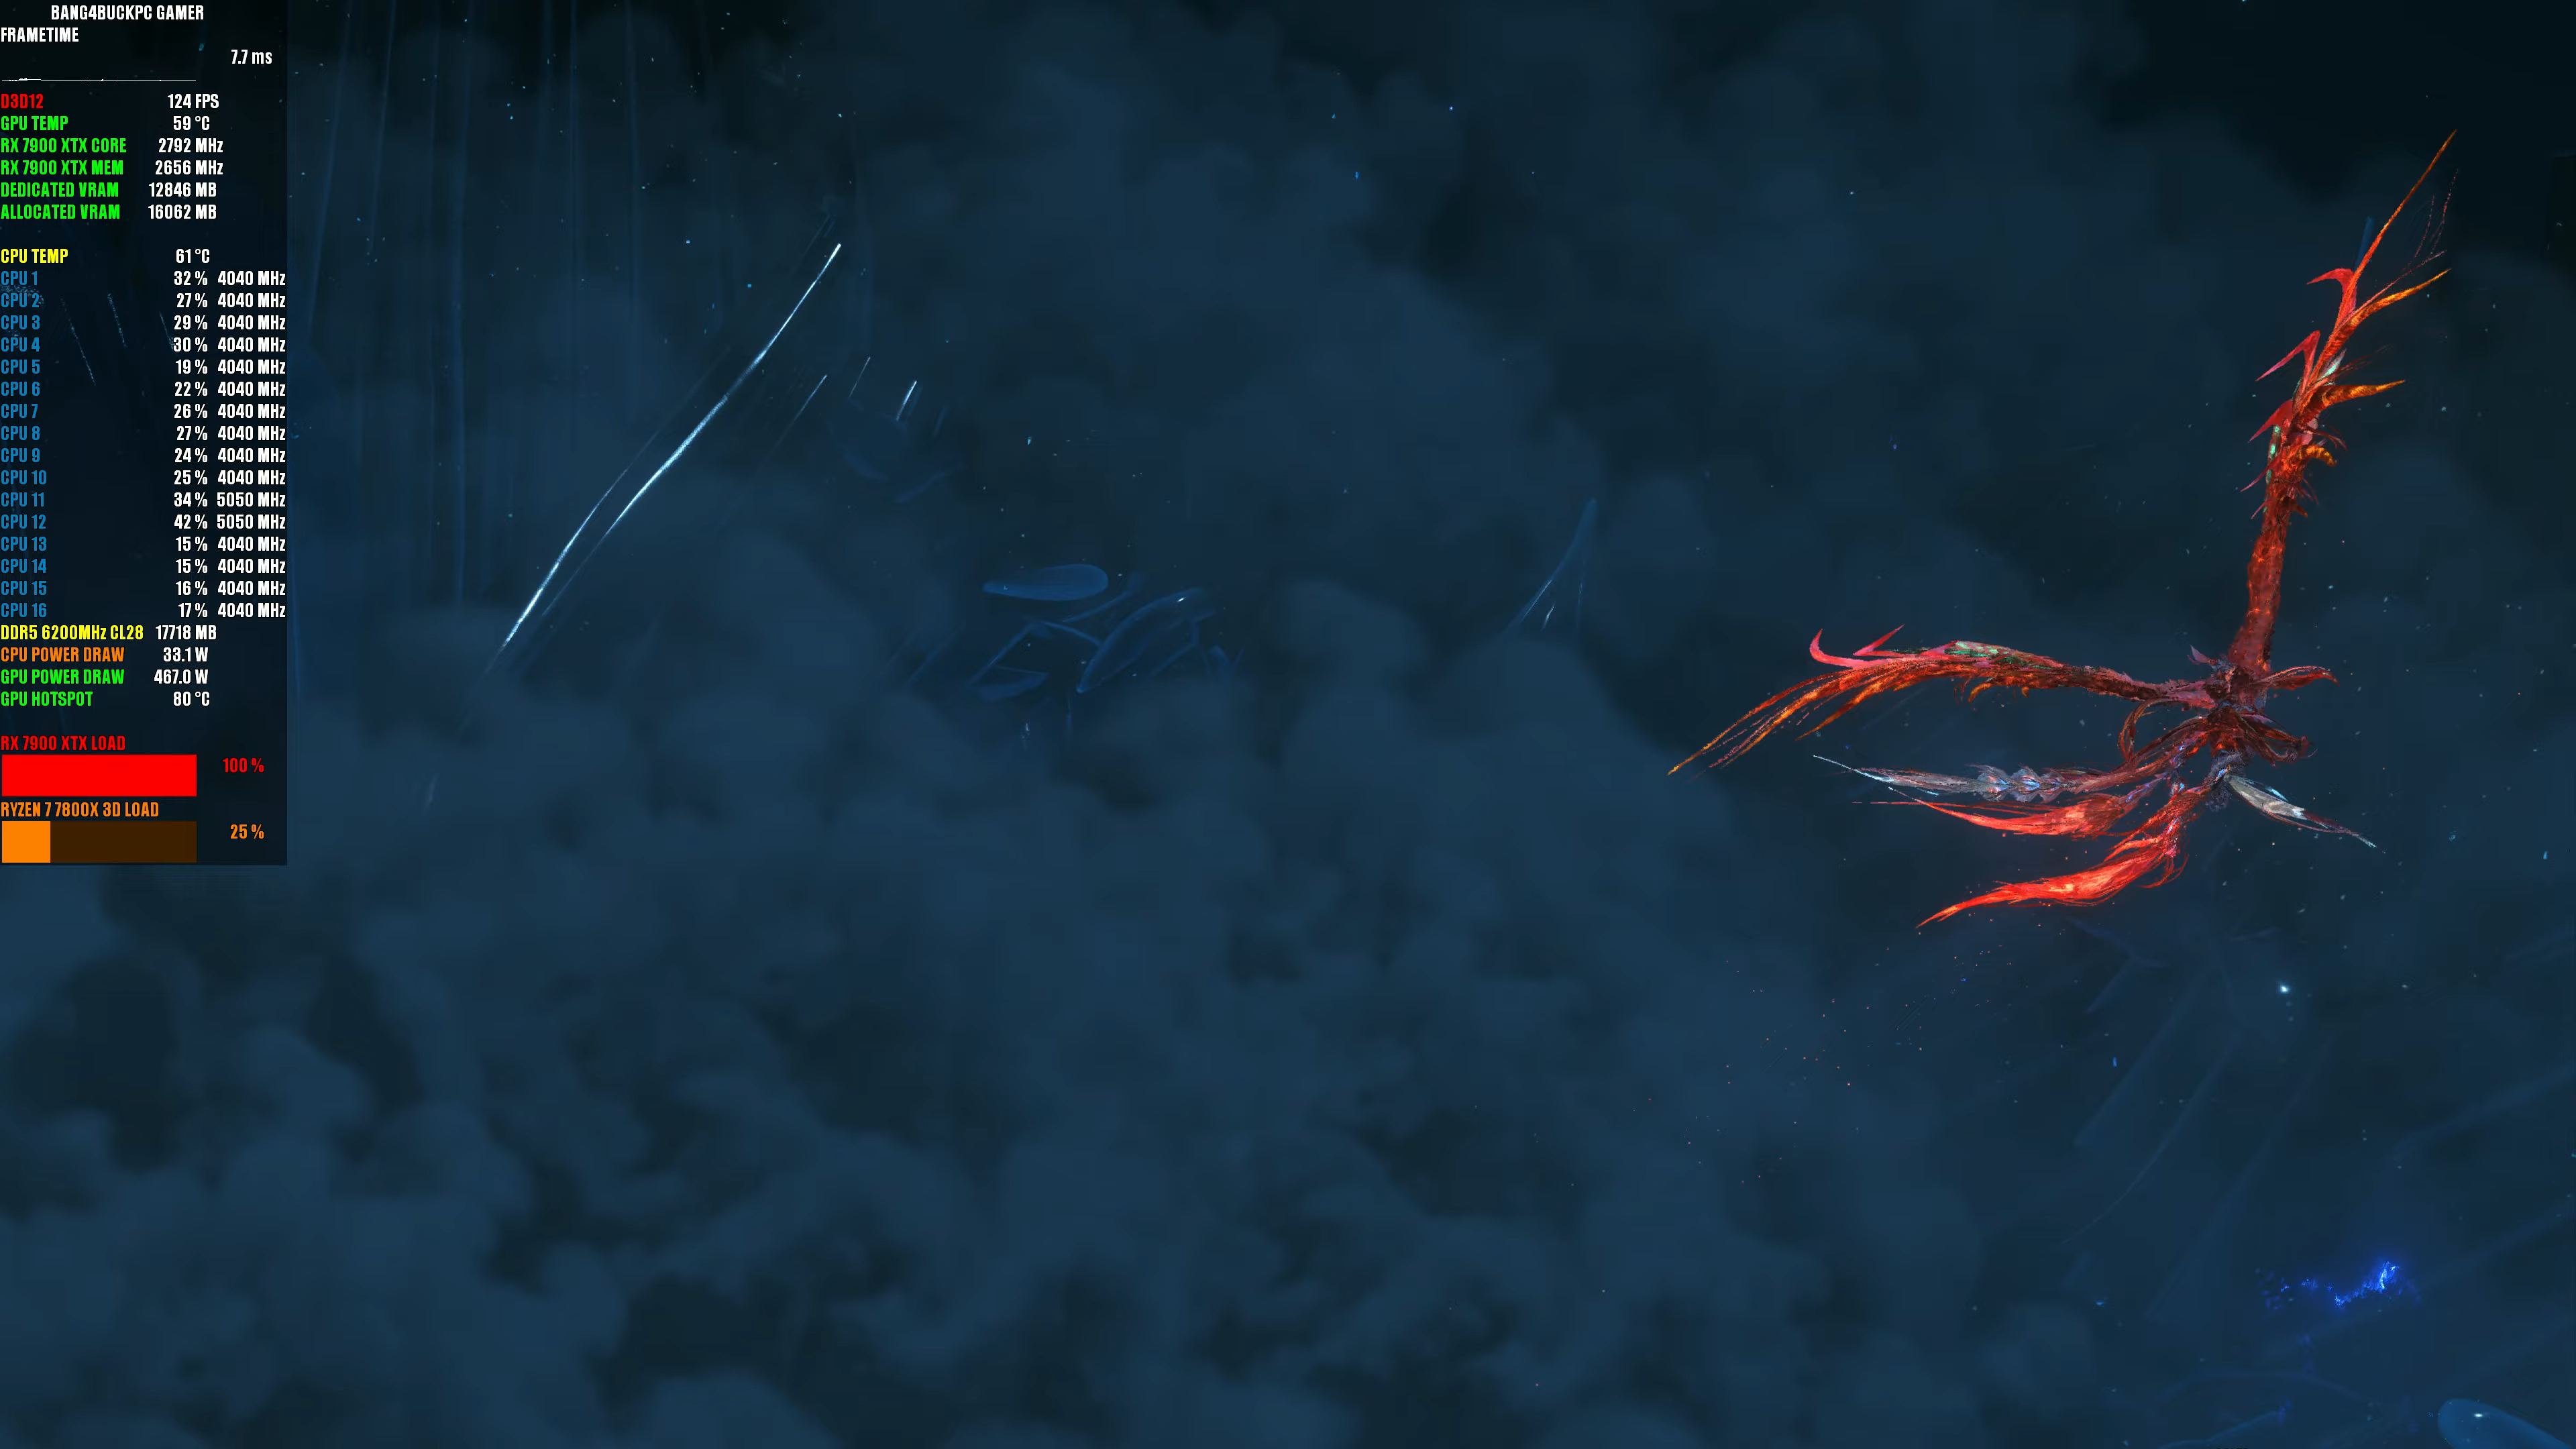 BANG4BUCKPC GAMER
FRAMETIME
7.7 ms
D3D12 124 FPS
GPU TEMP 59 °C
RX 7900 XTX CORE 2792 MHz
RX 7900 XTX MEM 2656 MHz
DEDICATED VRAM 12846 MB
ALLOCATED VRAM 16062 MB
CPU TEMP 61 °C
CPU 1 32 % 4040 MHz
CPU 2 27 % 4040 MHz
CPU 3 29 % 4040 MHz
CPU 4 30 % 4040 MHz
CPU 5 19 % 4040 MHz
CPU 6 22 % 4040 MHz
CPU 7 26 % 4040 MHz
CPU 8 27 % 4040 MHz
CPU 9 24 % 4040 MHz
CPU 10 25 % 4040 MHz
CPU 11 34 % 5050 MHz
CPU 12 42 % 5050 MHz
CPU 13 15 % 4040 MHz
CPU 14 15 % 4040 MHz
CPU 15 16 % 4040 MHz
CPU 16 17 % 4040 MHz
DDR5 6200MHz CL28 17718 MB
CPU POWER DRAW 33.1 W
GPU POWER DRAW 467.0 W
GPU HOTSPOT 80 °C
RX 7900 XTX LOAD
100 %
RYZEN 7 7800X 3D LOAD
25 %